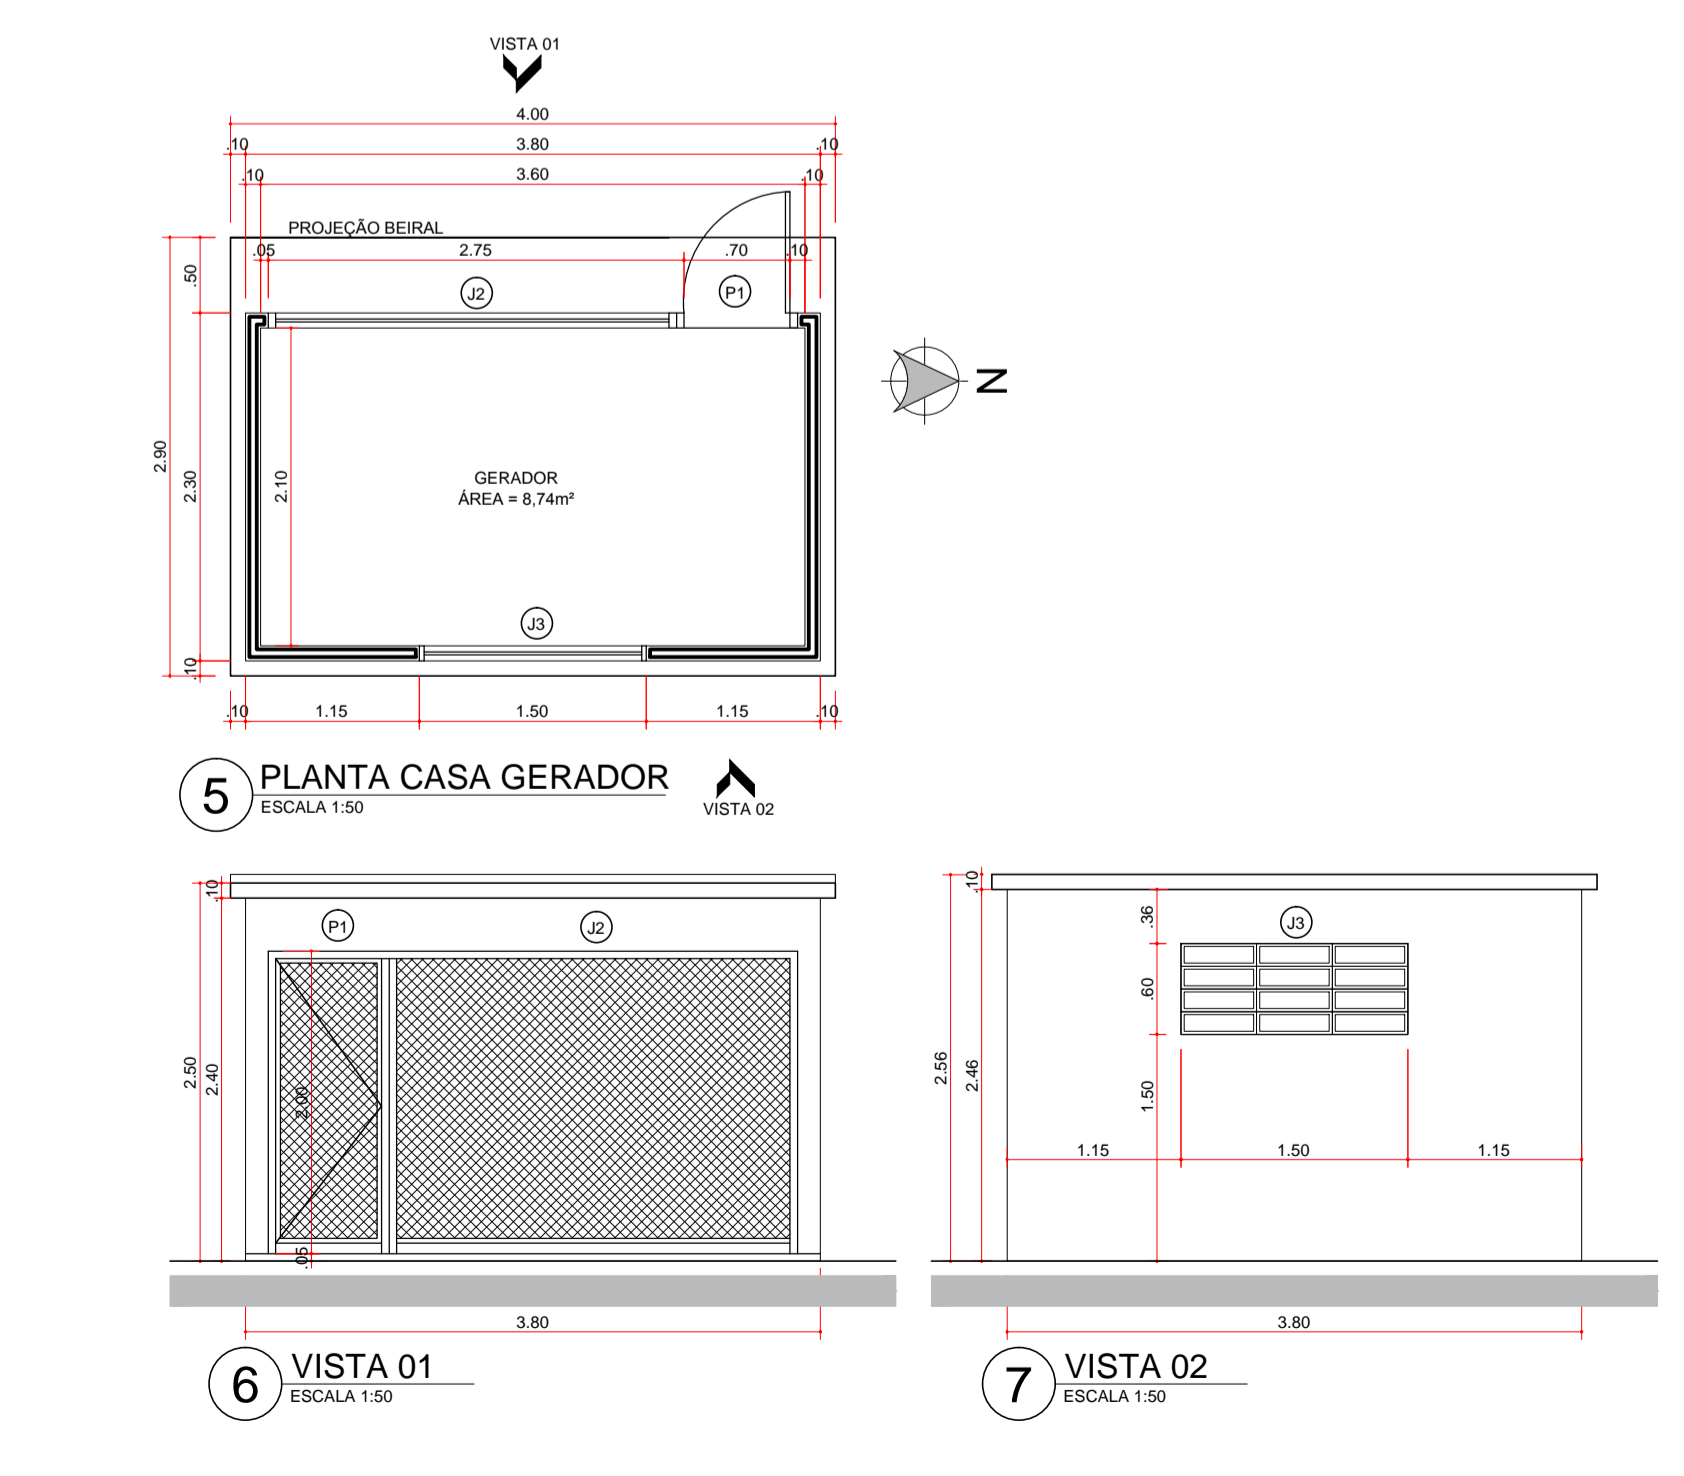 VISTA 01
4.00
.10 3.80 .10
.10 3.60 .10
PROJEÇÃO BEIRAL
.05 2.75 .70 .10
.50
J2 P1
N
2.90
2.30
2.10
GERADOR
ÁREA = 8,74m²
J3
.10
.10 1.15 1.50 1.15 .10
5 PLANTA CASA GERADOR
ESCALA 1:50
VISTA 02
.10
P1 J2
2.50
2.40
2.00
.05
3.80
6 VISTA 01
ESCALA 1:50
.10
.36
J3
.60
2.56
2.46
1.50
1.15 1.50 1.15
3.80
7 VISTA 02
ESCALA 1:50